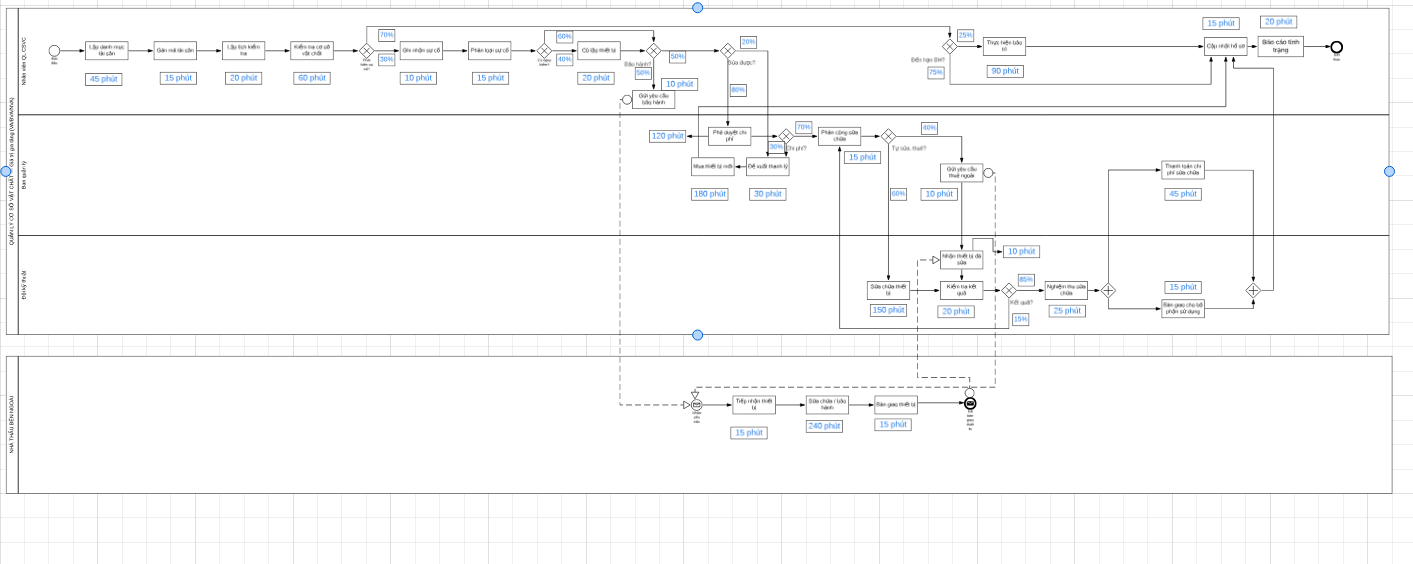 QUẢN LÝ CƠ SỞ VẬT CHẤT
Nhân viên QL CSVC
Lập danh mục
tài sản
45 phút
Gán mã tài sản
15 phút
Lập lịch kiểm
tra
20 phút
Kiểm tra cơ sở
vật chất
60 phút
70%
30%
Ghi nhận sự cố
10 phút
Phân loại sự cố
15 phút
60%
40%
Cô lập thiết bị
20 phút
Bảo hành?
50%
50%
10 phút
Gửi yêu cầu
bảo hành
20%
Sửa được?
80%
25%
Đến hạn BH?
75%
Thực hiện bảo
trì
90 phút
15 phút
Cập nhật hồ sơ
20 phút
Báo cáo tình
trạng
Ban quản lý
120 phút
Phê duyệt chi
phí
70%
30%
Chi phí?
Mua thiết bị mới
180 phút
Đề xuất thanh lý
30 phút
Phân công sửa
chữa
15 phút
40%
Tự sửa, thuê?
60%
Gửi yêu cầu
thuê ngoài
10 phút
Thanh toán chi
phí sửa chữa
45 phút
Đội kỹ thuật
Nhận thiết bị đã
sửa
10 phút
Sửa chữa thiết
bị
150 phút
Kiểm tra kết
quả
20 phút
85%
Kết quả?
15%
Nghiệm thu sửa
chữa
25 phút
15 phút
Bàn giao cho bộ
phận sử dụng
NHÀ THẦU BÊN NGOÀI
Tiếp nhận thiết
bị
15 phút
Sửa chữa / bảo
hành
240 phút
Bàn giao thiết bị
15 phút